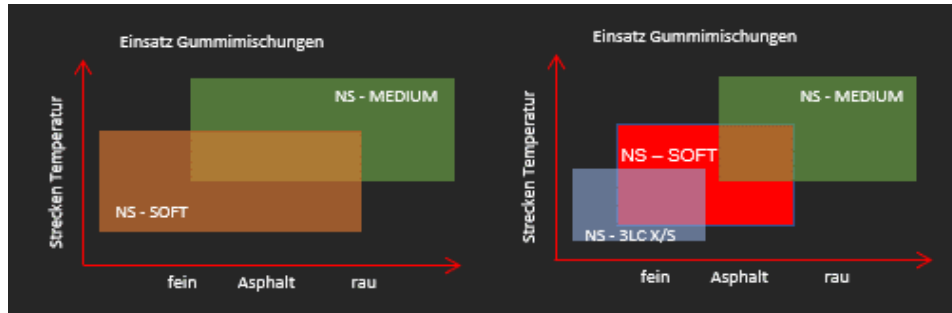 Einsatz Gummimischungen
Strecken Temperatur
NS - MEDIUM
NS - SOFT
fein Asphalt rau
Einsatz Gummimischungen
Strecken Temperatur
NS - MEDIUM
NS – SOFT
NS - 3LC X/S
fein Asphalt rau